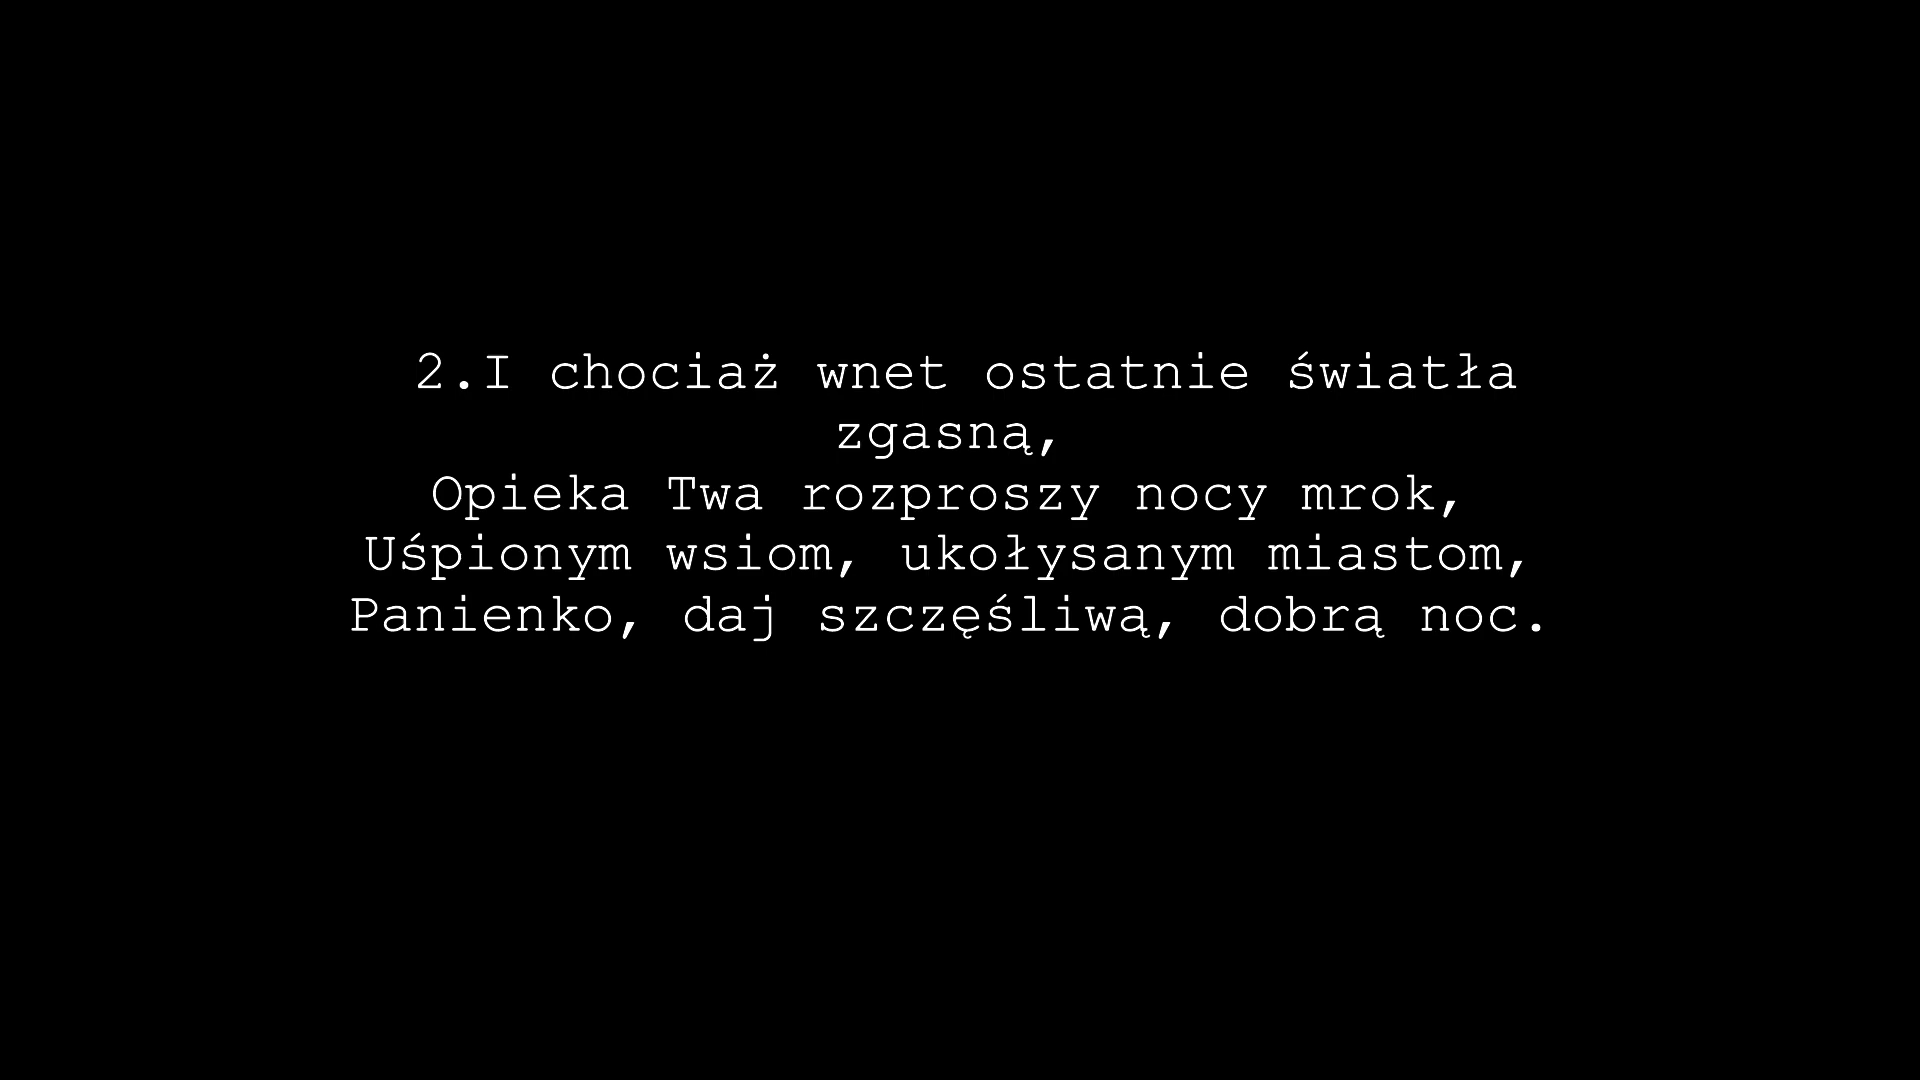 2.I chociaż wnet ostatnie światła
zgasną,
Opieka Twa rozproszy nocy mrok,
Uśpionym wsiom, ukołysanym miastom,
Panienko, daj szczęśliwą, dobrą noc.